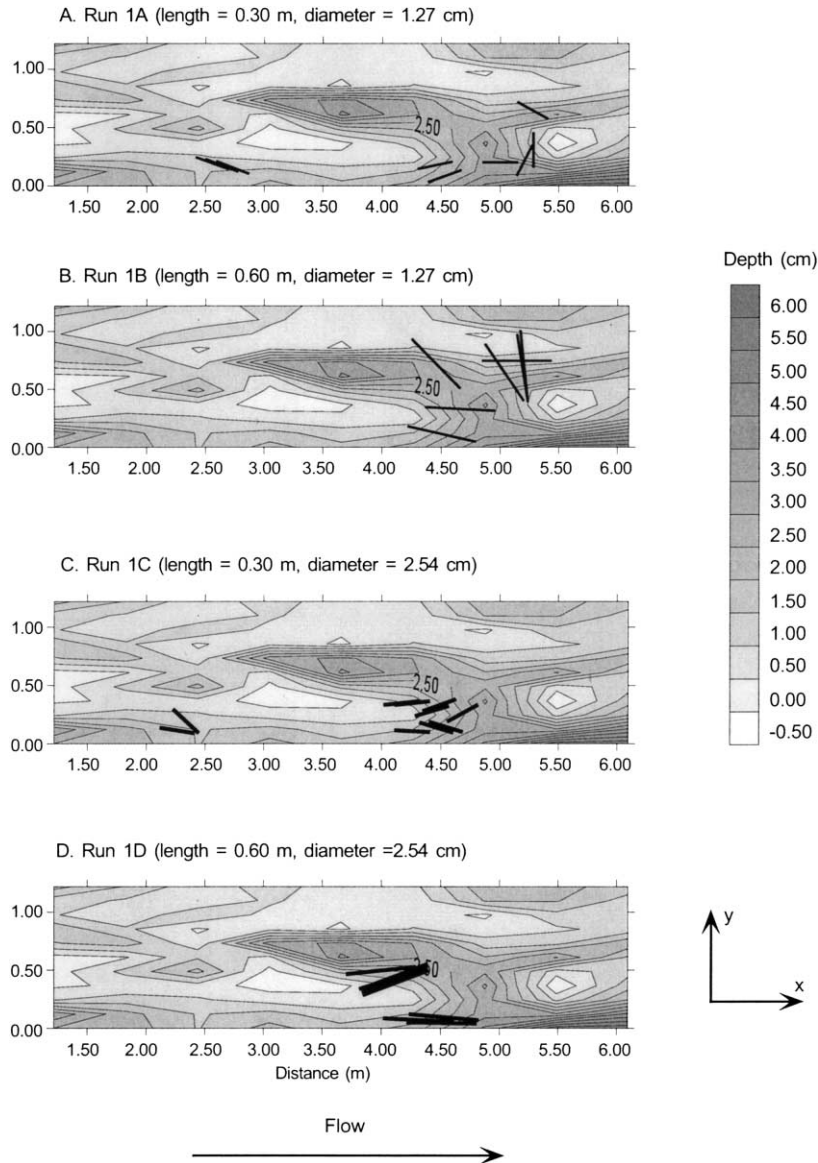 A. Run 1A (length = 0.30 m, diameter = 1.27 cm)
1.00
0.50
0.00
2.50
1.50 2.00 2.50 3.00 3.50 4.00 4.50 5.00 5.50 6.00
B. Run 1B (length = 0.60 m, diameter = 1.27 cm)
1.00
0.50
0.00
2.50
1.50 2.00 2.50 3.00 3.50 4.00 4.50 5.00 5.50 6.00
C. Run 1C (length = 0.30 m, diameter = 2.54 cm)
1.00
0.50
0.00
2.50
1.50 2.00 2.50 3.00 3.50 4.00 4.50 5.00 5.50 6.00
D. Run 1D (length = 0.60 m, diameter =2.54 cm)
1.00
0.50
0.00
2.50
1.50 2.00 2.50 3.00 3.50 4.00 4.50 5.00 5.50 6.00
Distance (m)
Flow
Depth (cm)
6.00
5.50
5.00
4.50
4.00
3.50
3.00
2.50
2.00
1.50
1.00
0.50
0.00
-0.50
y
x